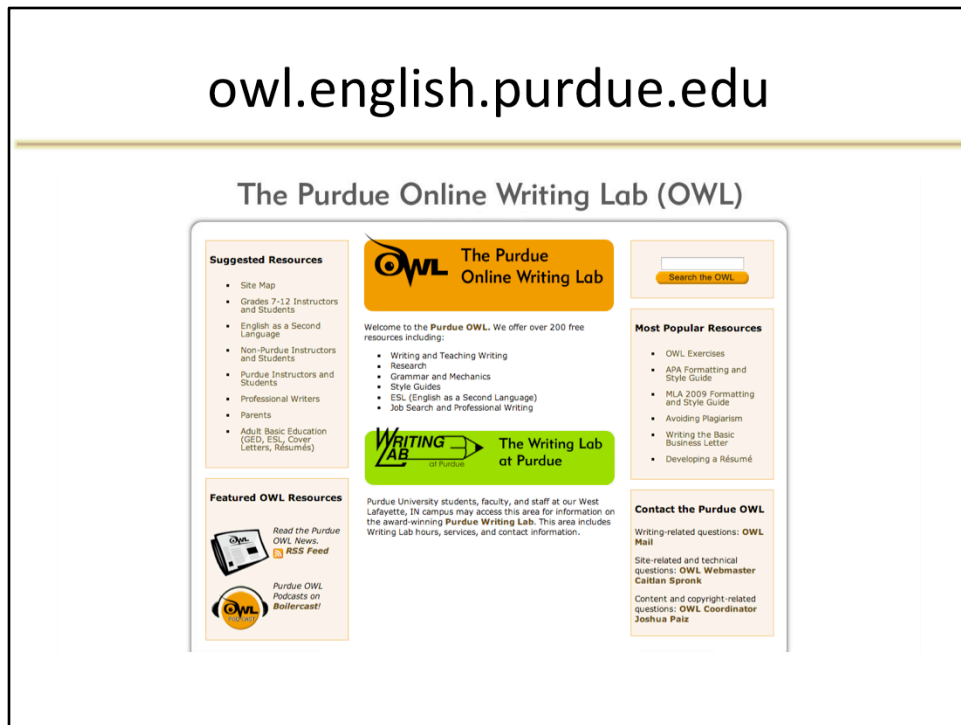 owl.english.purdue.edu
The Purdue Online Writing Lab (OWL)
Suggested Resources
Site Map
Grades 7-12 Instructors
and Students
English as a Second
Language
Non-Purdue Instructors
and Students
Purdue Instructors and
Students
Professional Writers
Parents
Adult Basic Education
(GED, ESL, Cover
Letters, Résumés)
Featured OWL Resources
OWL
Read the Purdue
OWL News.
RSS Feed
OWL
PODCAST
Purdue OWL
Podcasts on
Boilercast!
OWL
The Purdue
Online Writing Lab
Welcome to the Purdue OWL. We offer over 200 free
resources including:
Writing and Teaching Writing
Research
Grammar and Mechanics
Style Guides
ESL (English as a Second Language)
Job Search and Professional Writing
WRITING
LAB
at Purdue
The Writing Lab
at Purdue
Purdue University students, faculty, and staff at our West
Lafayette, IN campus may access this area for information on
the award-winning Purdue Writing Lab. This area includes
Writing Lab hours, services, and contact information.
Search the OWL
Most Popular Resources
OWL Exercises
APA Formatting and
Style Guide
MLA 2009 Formatting
and Style Guide
Avoiding Plagiarism
Writing the Basic
Business Letter
Developing a Résumé
Contact the Purdue OWL
Writing-related questions: OWL
Mail
Site-related and technical
questions: OWL Webmaster
Caitlan Spronk
Content and copyright-related
questions: OWL Coordinator
Joshua Paiz